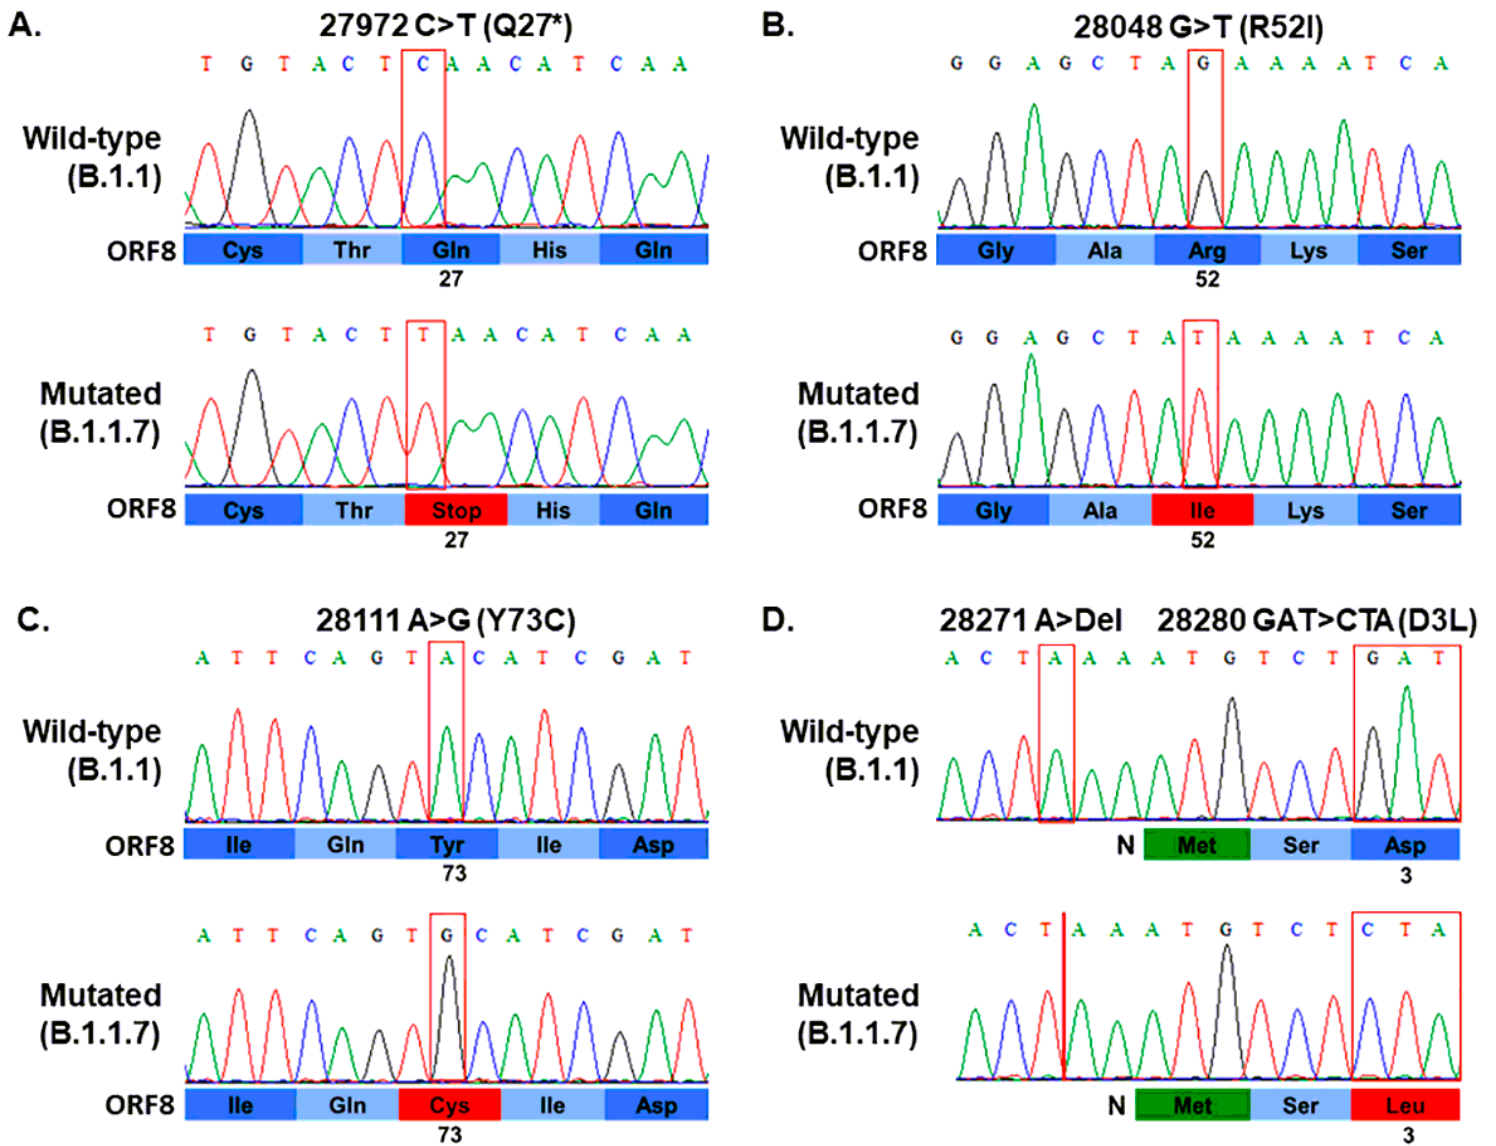 A.
27972 C>T (Q27*)
T G T A C T C A A C A T C A A
Wild-type
(B.1.1)
ORF8 Cys Thr Gln His Gln
27
T G T A C T T A A C A T C A A
Mutated
(B.1.1.7)
ORF8 Cys Thr Stop His Gln
27
B.
28048 G>T (R52I)
G G A G C T A G A A A A T C A
Wild-type
(B.1.1)
ORF8 Gly Ala Arg Lys Ser
52
G G A G C T A T A A A A T C A
Mutated
(B.1.1.7)
ORF8 Gly Ala Ile Lys Ser
52
C.
28111 A>G (Y73C)
A T T C A G T A C A T C G A T
Wild-type
(B.1.1)
ORF8 Ile Gln Tyr Ile Asp
73
A T T C A G T G C A T C G A T
Mutated
(B.1.1.7)
ORF8 Ile Gln Cys Ile Asp
73
D.
28271 A>Del 28280 GAT>CTA (D3L)
A C T A A A A T G T C T G A T
Wild-type
(B.1.1)
N Met Ser Asp
3
A C T A A A T G T C T C T A
Mutated
(B.1.1.7)
N Met Ser Leu
3